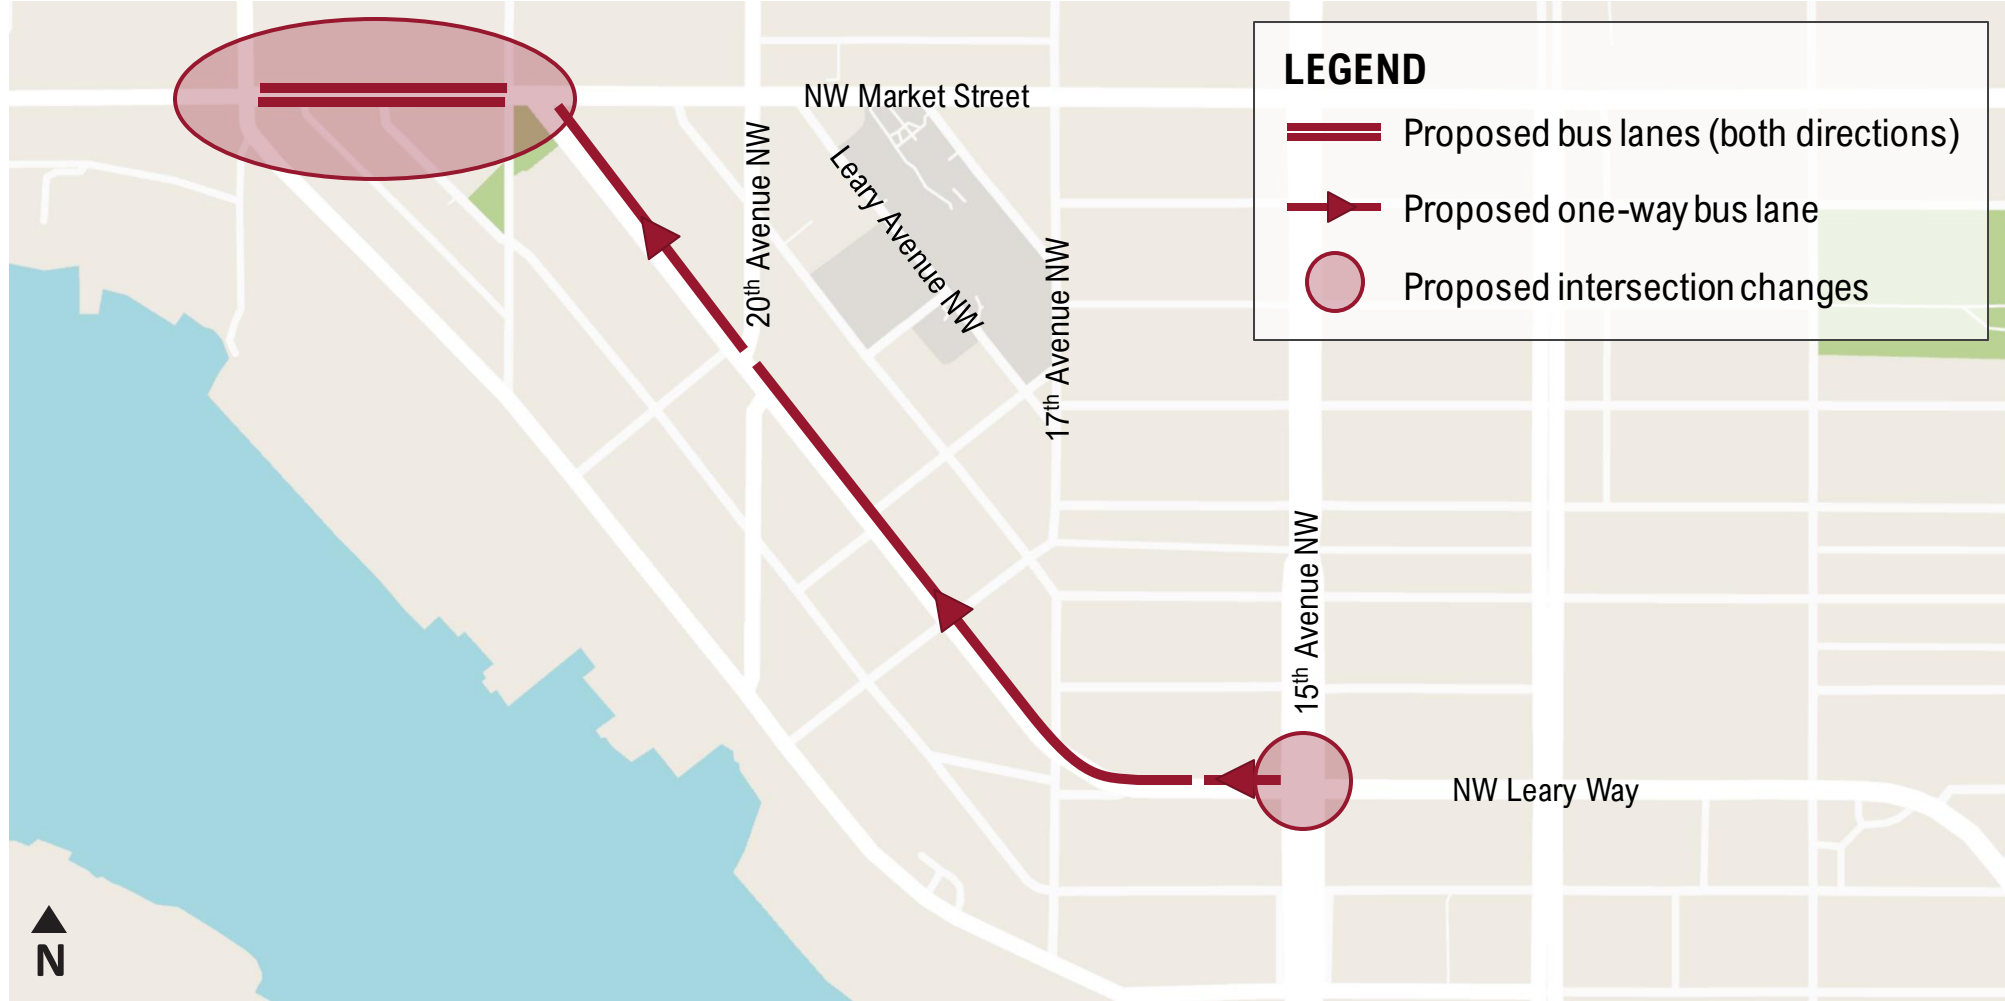 LEGEND
Proposed bus lanes (both directions)
Proposed one-way bus lane
Proposed intersection changes
NW Market Street
20th Avenue NW
Leary Avenue NW
17th Avenue NW
15th Avenue NW
NW Leary Way
N